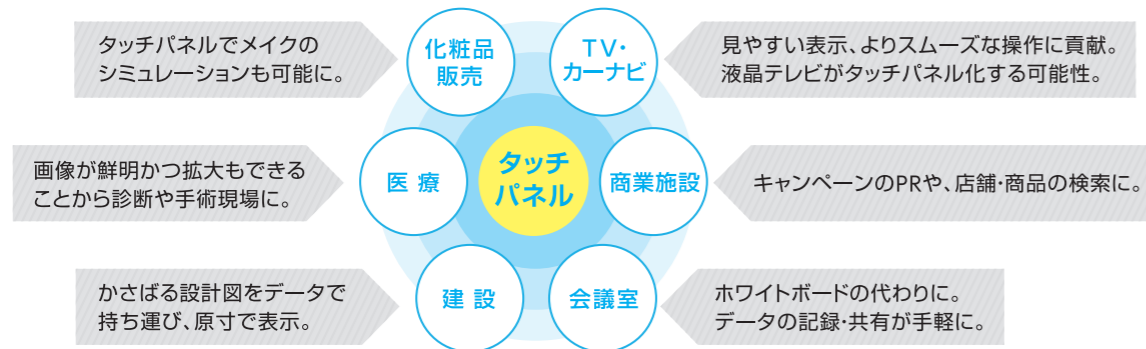 タッチパネルでメイクの
シミュレーションも可能に。
化粧品
販売
TV・
カーナビ
見やすい表示、よりスムーズな操作に貢献。
液晶テレビがタッチパネル化する可能性。
画像が鮮明かつ拡大もできる
ことから診断や手術現場に。
医療
タッチ
パネル
商業施設
キャンペーンのPRや、店舗・商品の検索に。
かさばる設計図をデータで
持ち運び、原寸で表示。
建設
会議室
ホワイトボードの代わりに。
データの記録・共有が手軽に。